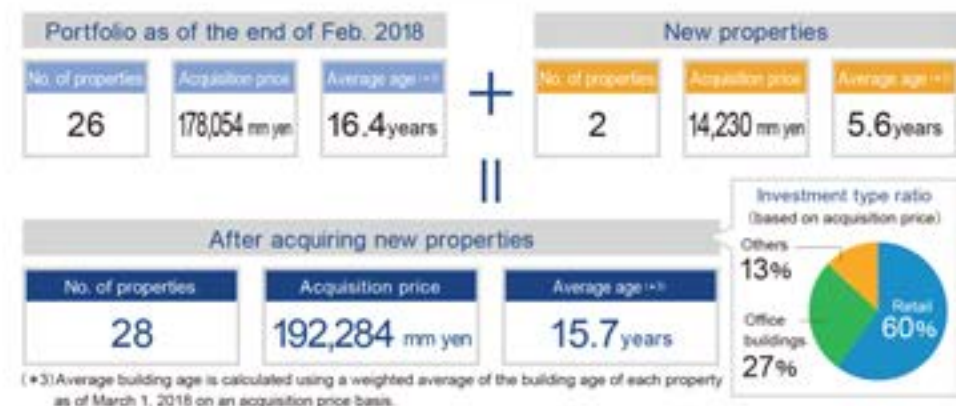 Portfolio as of the end of Feb. 2018
No. of properties
Acquisition price
Average age (*3)
26
178,054 mm yen
16.4years
+
New properties
No. of properties
Acquisition price
Average age (*3)
2
14,230 mm yen
5.6years
=
After acquiring new properties
No. of properties
Acquisition price
Average age (*3)
28
192,284 mm yen
15.7years
Investment type ratio
(based on acquisition price)
Others
13%
Office
buildings
27%
Retail
60%
(*3)Average building age is calculated using a weighted average of the building age of each property
as of March 1, 2018 on an acquisition price basis.